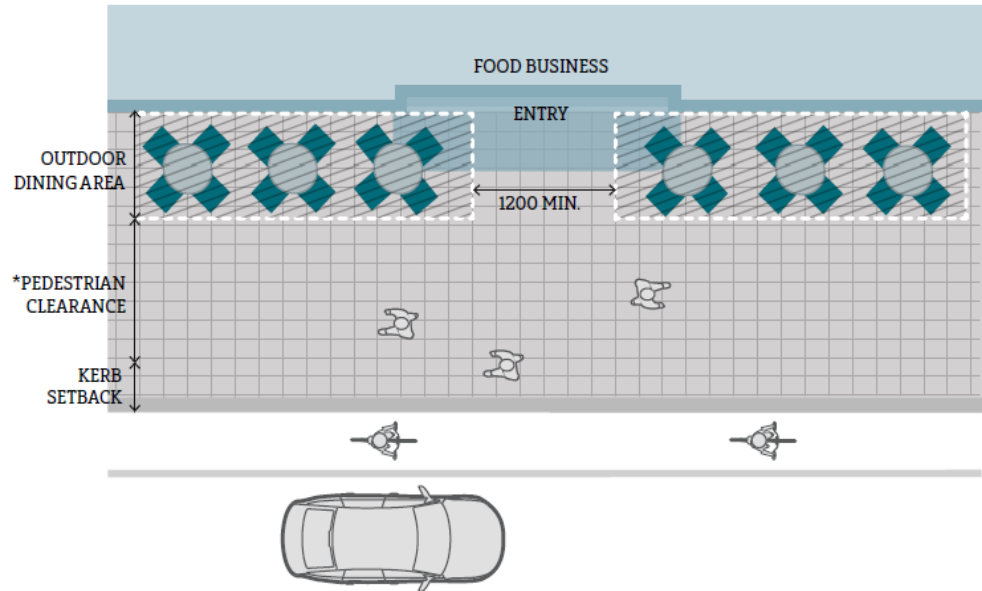 FOOD BUSINESS
ENTRY
OUTDOOR
DINING AREA
1200 MIN.
*PEDESTRIAN
CLEARANCE
KERB
SETBACK